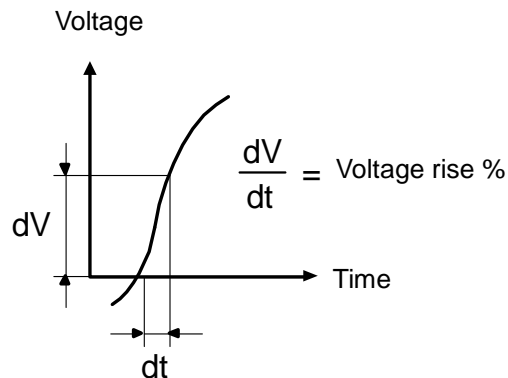 Voltage
dV
dt
= Voltage rise %
dV
Time
dt